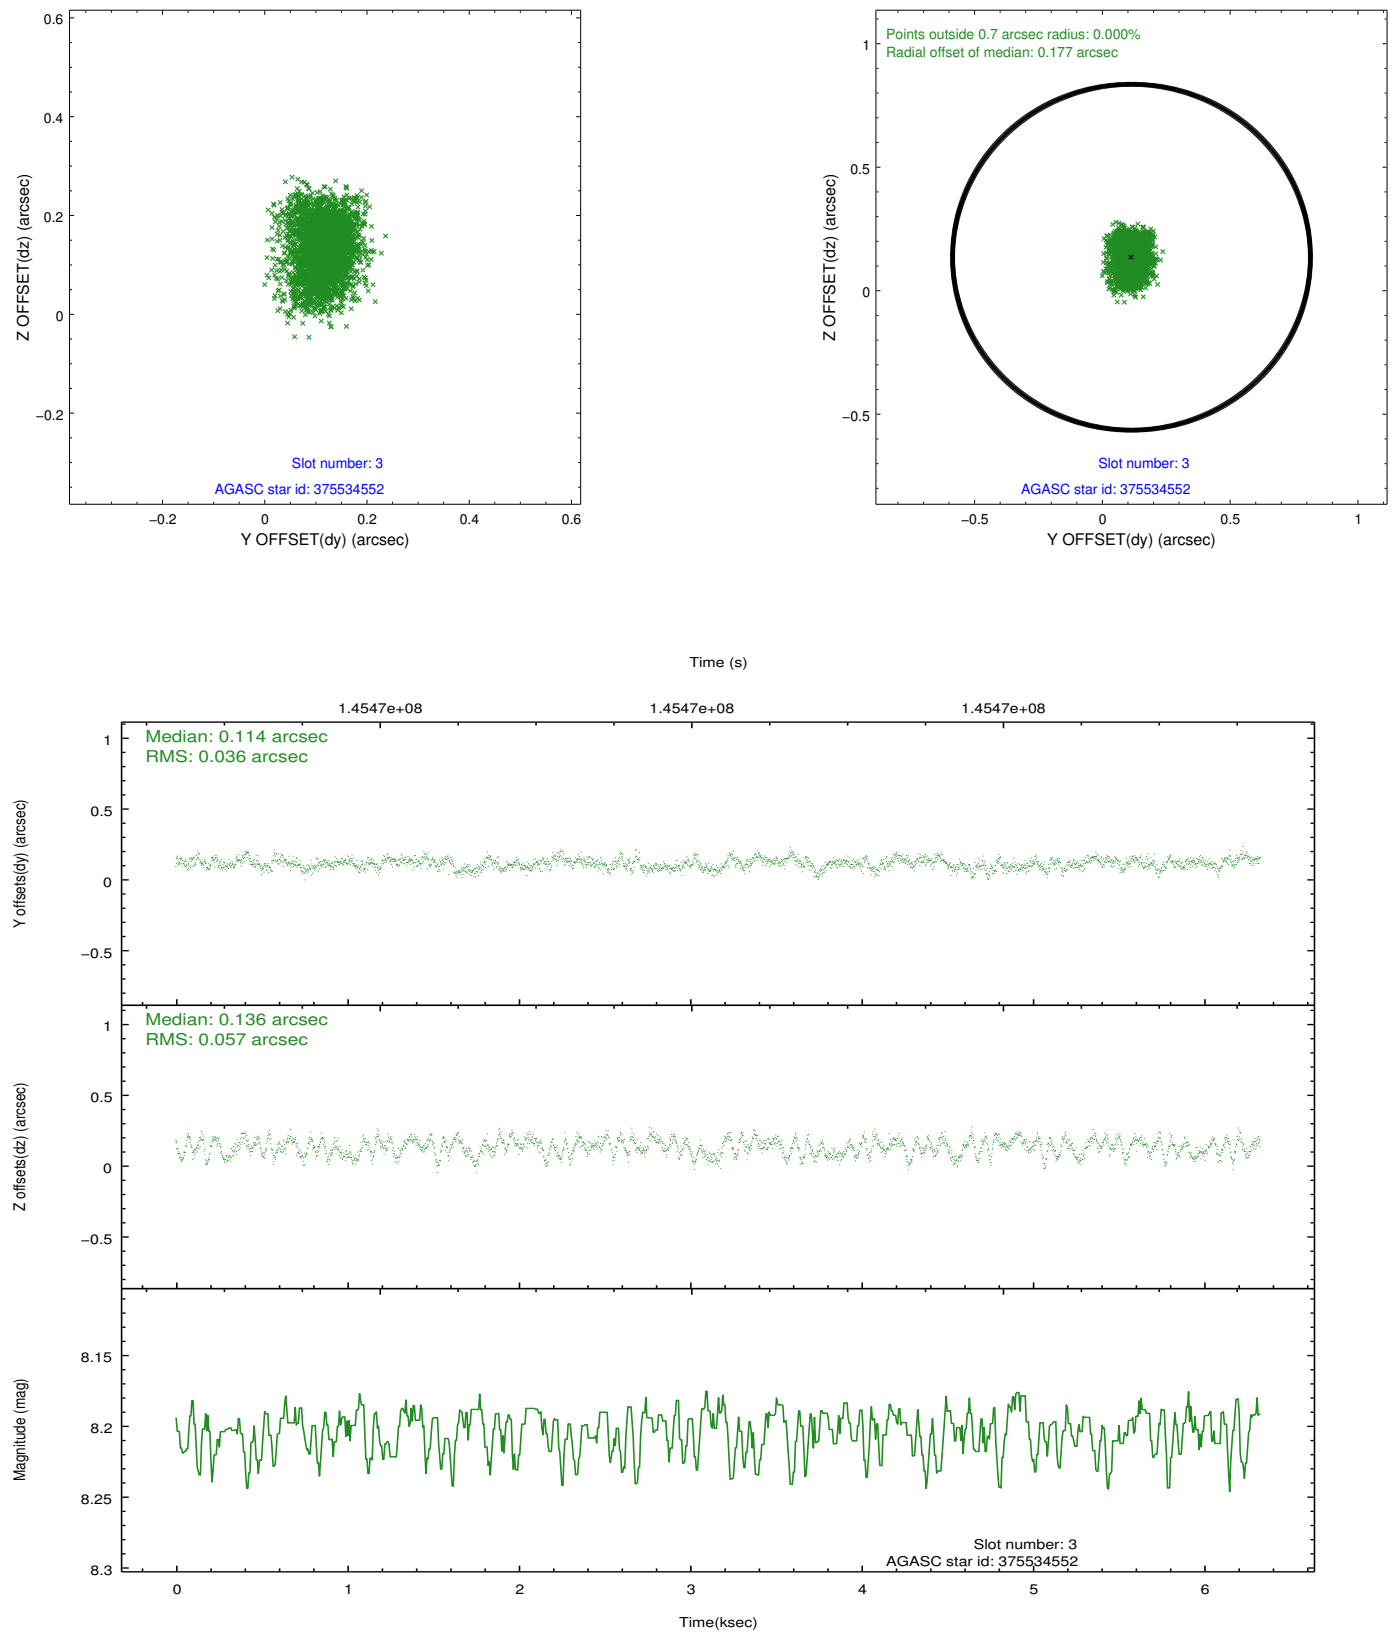 0.6
0.4
0.2
0
−0.2
Z OFFSET(dz) (arcsec)
Slot number: 3
AGASC star id: 375534552
−0.2 0 0.2 0.4 0.6
Y OFFSET(dy) (arcsec)
Points outside 0.7 arcsec radius: 0.000%
Radial offset of median: 0.177 arcsec
1
0.5
0
−0.5
Z OFFSET(dz) (arcsec)
Slot number: 3
AGASC star id: 375534552
−0.5 0 0.5 1
Y OFFSET(dy) (arcsec)
Time (s)
1.4547e+08 1.4547e+08 1.4547e+08
Median: 0.114 arcsec
RMS: 0.036 arcsec
1
0.5
0
−0.5
Y offsets(dy) (arcsec)
Median: 0.136 arcsec
RMS: 0.057 arcsec
1
0.5
0
−0.5
Z offsets(dz) (arcsec)
8.15
8.2
8.25
8.3
Magnitude (mag)
Slot number: 3
AGASC star id: 375534552
0 1 2 3 4 5 6
Time(ksec)